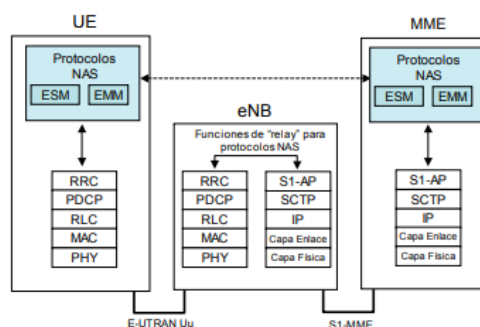 UE
Protocolos
NAS
ESM
EMM
RRC
PDCP
RLC
MAC
PHY
eNB
Funciones de "relay" para
protocolos NAS
RRC
PDCP
RLC
MAC
PHY
S1-AP
SCTP
IP
Capa Enlace
Capa Física
MME
Protocolos
NAS
ESM
EMM
S1-AP
SCTP
IP
Capa Enlace
Capa Física
E-UTRAN Uu
S1-MME